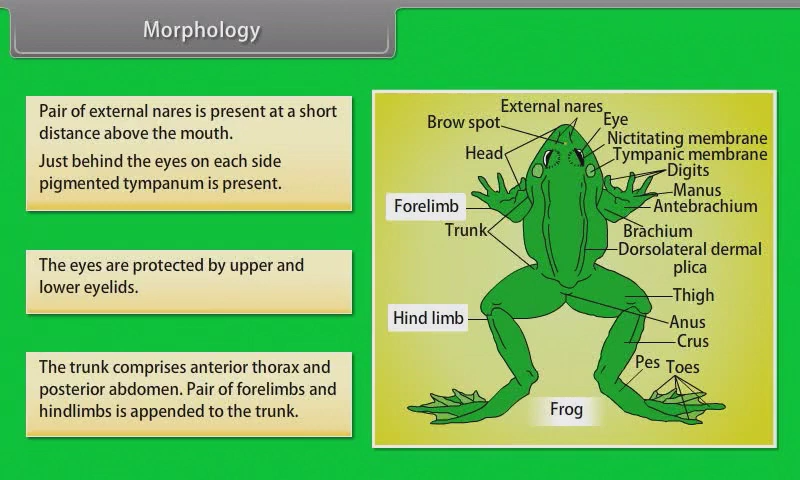 Morphology
Pair of external nares is present at a short
distance above the mouth.
Just behind the eyes on each side
pigmented tympanum is present.
The eyes are protected by upper and
lower eyelids.
The trunk comprises anterior thorax and
posterior abdomen. Pair of forelimbs and
hindlimbs is appended to the trunk.
External nares
Brow spot
Eye
Nictitating membrane
Head
Tympanic membrane
Digits
Manus
Forelimb
Antebrachium
Trunk
Brachium
Dorsolateral dermal
plica
Thigh
Hind limb
Anus
Crus
Pes
Toes
Frog